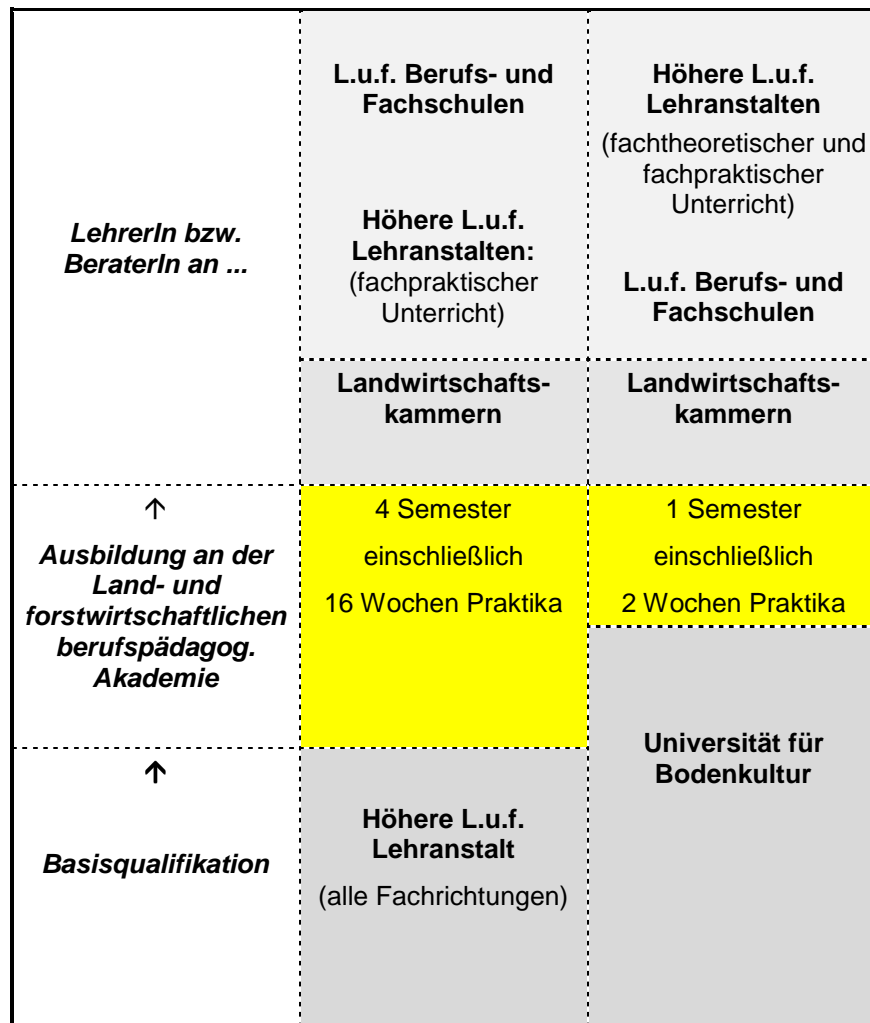 LehrerIn bzw.
BeraterIn an ...
L.u.f. Berufs- und
Fachschulen
Höhere L.u.f.
Lehranstalten:
(fachpraktischer
Unterricht)
Höhere L.u.f.
Lehranstalten
(fachtheoretischer und
fachpraktischer
Unterricht)
L.u.f. Berufs- und
Fachschulen
Landwirtschafts-
kammern
Landwirtschafts-
kammern
↑
Ausbildung an der
Land- und
forstwirtschaftlichen
berufspädagog.
Akademie
4 Semester
einschließlich
16 Wochen Praktika
1 Semester
einschließlich
2 Wochen Praktika
↑
Basisqualifikation
Höhere L.u.f.
Lehranstalt
(alle Fachrichtungen)
Universität für
Bodenkultur